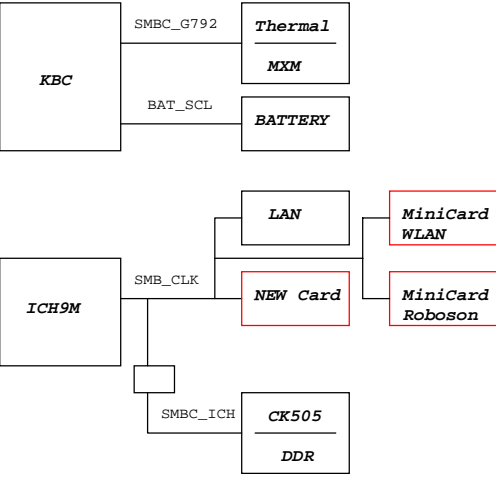 SMBC_G792
Thermal
MXM
KBC
BAT_SCL
BATTERY
LAN
MiniCard
WLAN
SMB_CLK
ICH9M
NEW Card
MiniCard
Roboson
SMBC_ICH
CK505
DDR